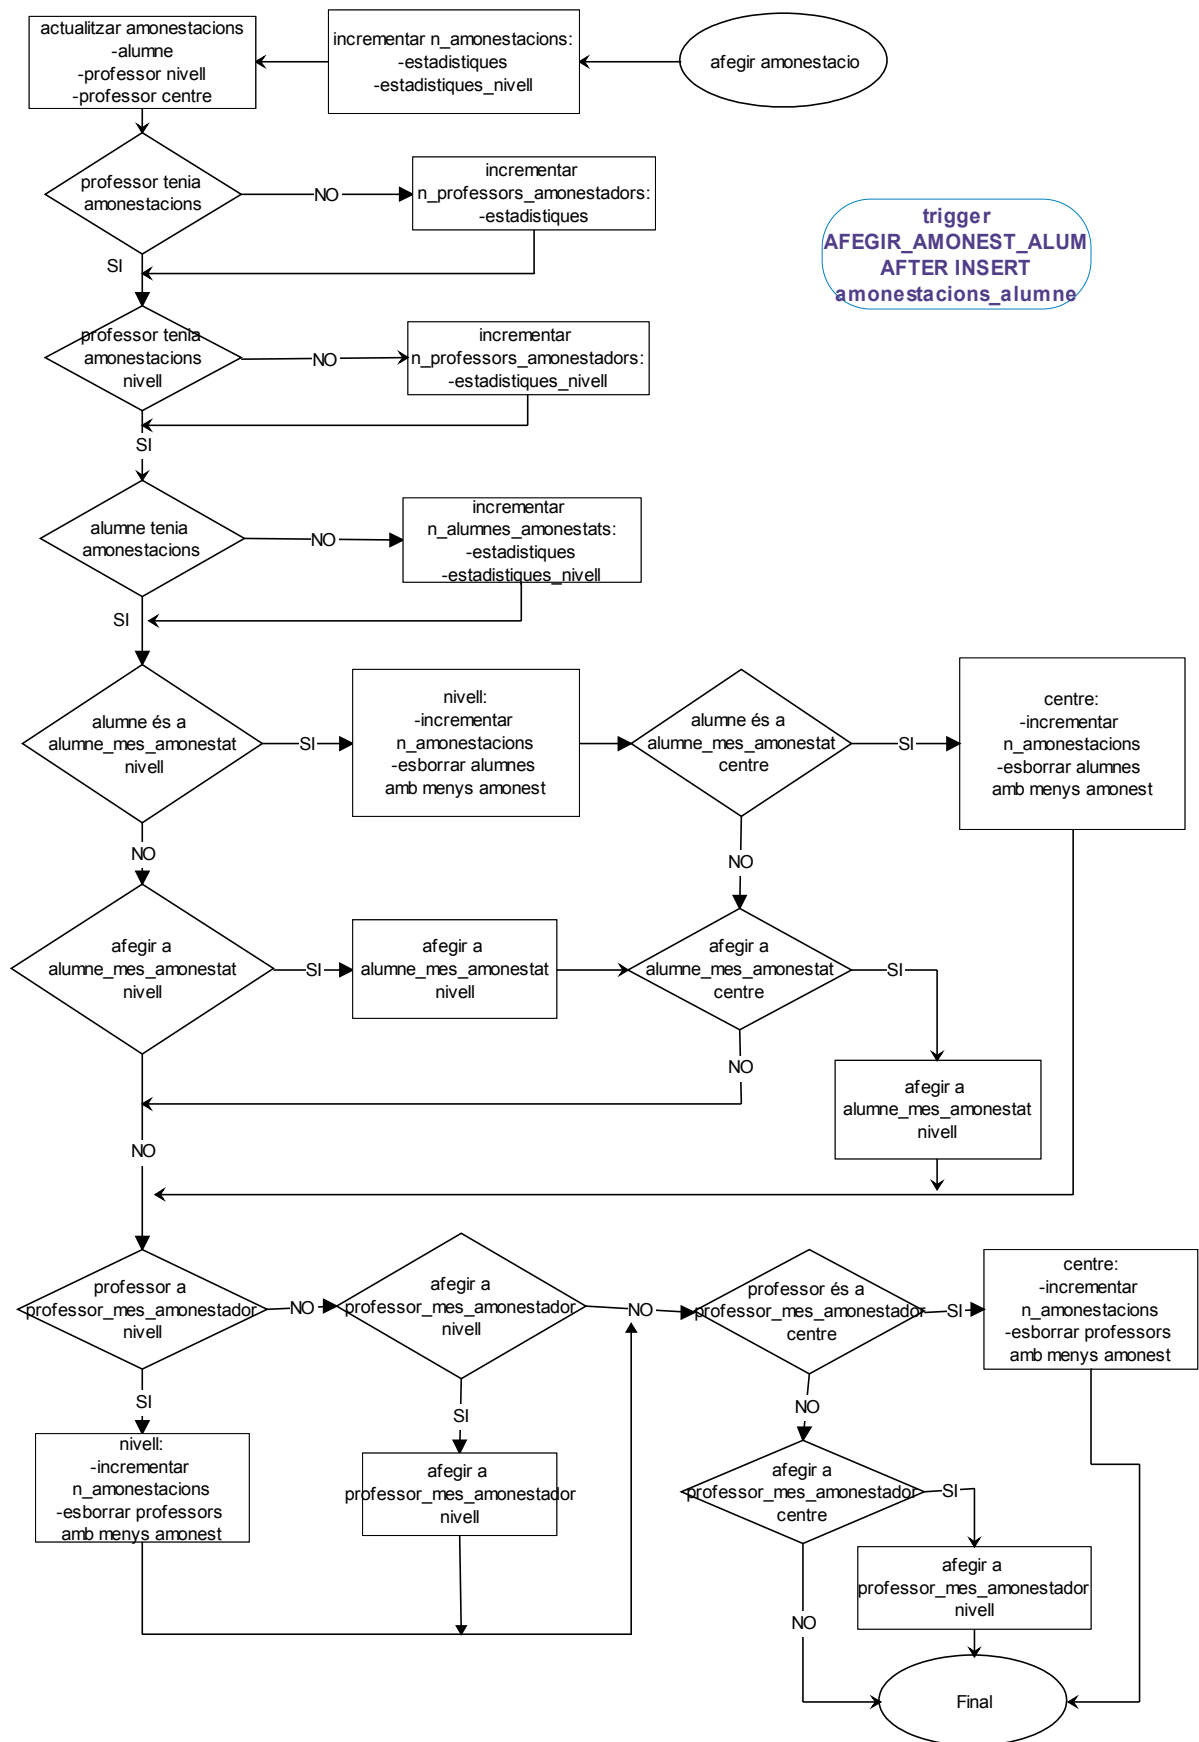 actualitzar amonestacions
-alumne
-professor nivell
-professor centre
incrementar n_amonestacions:
-estadistiques
-estadistiques_nivell
afegir amonestacio
professor tenia
amonestacions
NO
incrementar
n_professors_amonestadors:
-estadistiques
trigger
AFEGIR_AMONEST_ALUM
AFTER INSERT
amonestacions_alumne
SI
professor tenia
amonestacions
nivell
NO
incrementar
n_professors_amonestadors:
-estadistiques_nivell
SI
alumne tenia
amonestacions
NO
incrementar
n_alumnes_amonestats:
-estadistiques
-estadistiques_nivell
SI
alumne és a
alumne_mes_amonestat
nivell
SI
nivell:
-incrementar
n_amonestacions
-esborrar alumnes
amb menys amonest
alumne és a
alumne_mes_amonestat
centre
SI
centre:
-incrementar
n_amonestacions
-esborrar alumnes
amb menys amonest
NO
NO
afegir a
alumne_mes_amonestat
nivell
SI
afegir a
alumne_mes_amonestat
nivell
afegir a
alumne_mes_amonestat
centre
SI
NO
afegir a
alumne_mes_amonestat
nivell
NO
professor a
professor_mes_amonestador
nivell
NO
afegir a
professor_mes_amonestador
nivell
NO
professor és a
professor_mes_amonestador
centre
SI
centre:
-incrementar
n_amonestacions
-esborrar professors
amb menys amonest
SI
SI
NO
nivell:
-incrementar
n_amonestacions
-esborrar professors
amb menys amonest
afegir a
professor_mes_amonestador
nivell
afegir a
professor_mes_amonestador
centre
SI
afegir a
professor_mes_amonestador
nivell
NO
Final